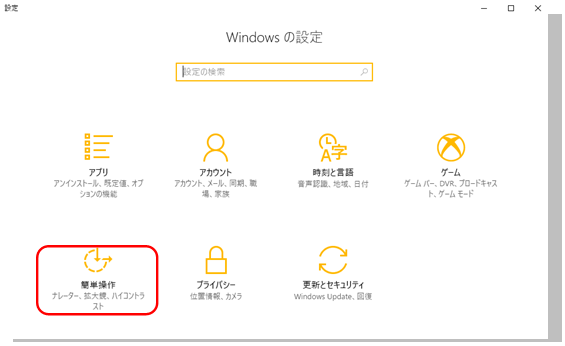 設定
Windows の設定
設定の検索
アプリ
アンインストール、既定値、オプ
ションの機能
アカウント
アカウント、メール、同期、職
場、家族
時刻と言語
音声認識、地域、日付
ゲーム
ゲーム バー、DVR、ブロードキャス
ト、ゲーム モード
簡単操作
ナレーター、拡大鏡、ハイコントラ
スト
プライバシー
位置情報、カメラ
更新とセキュリティ
Windows Update、回復